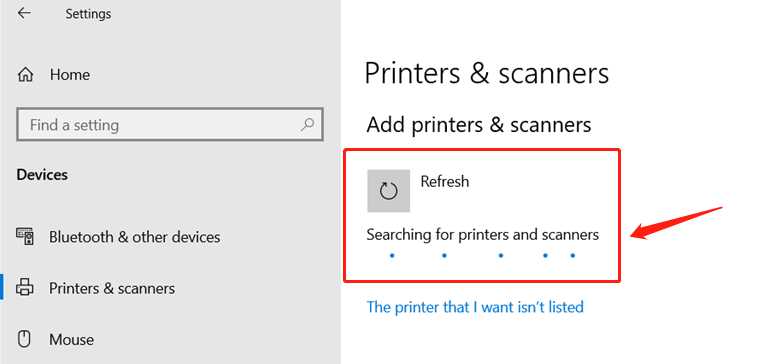 Settings
Home
Find a setting
Devices
Bluetooth & other devices
Printers & scanners
Mouse
Printers & scanners
Add printers & scanners
Refresh
Searching for printers and scanners
The printer that I want isn't listed